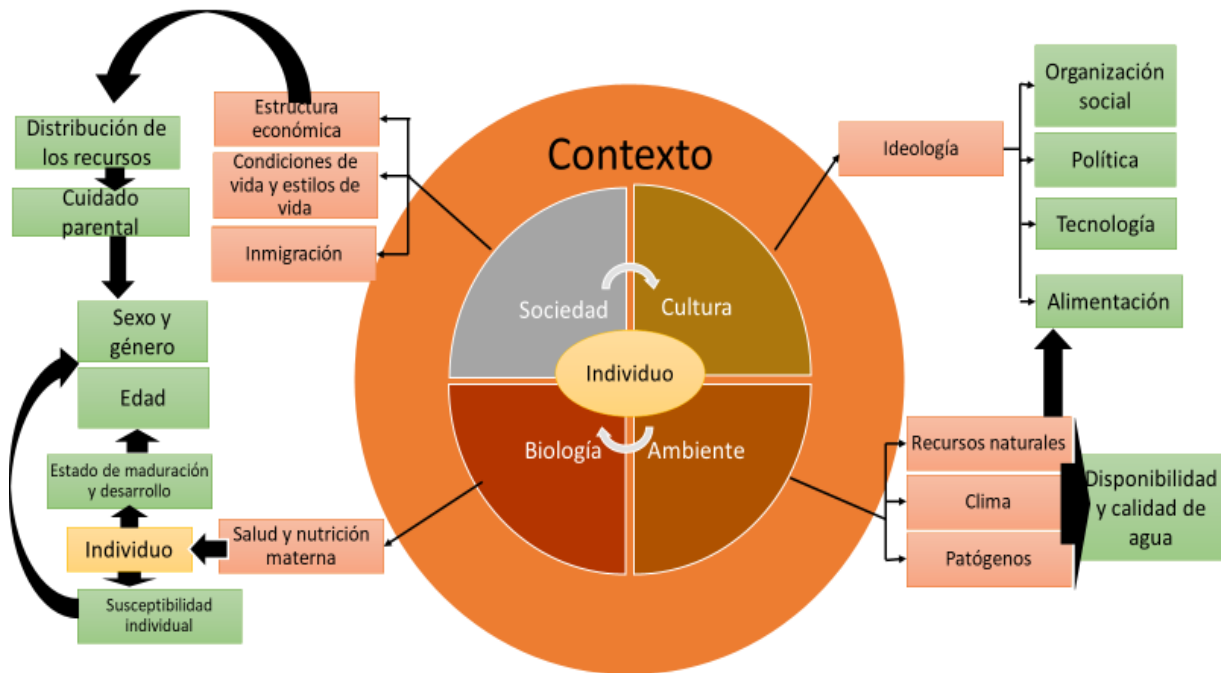 Distribución de
los recursos
Cuidado
parental
Sexo y
género
Edad
Estado de maduración
y desarrollo
Individuo
Susceptibilidad
individual
Estructura
económica
Condiciones de
vida y estilos de
vida
Inmigración
Salud y nutrición
materna
Contexto
Sociedad
Cultura
Individuo
Biología
Ambiente
Ideología
Organización
social
Política
Tecnología
Alimentación
Recursos naturales
Clima
Patógenos
Disponibilidad
y calidad de
agua